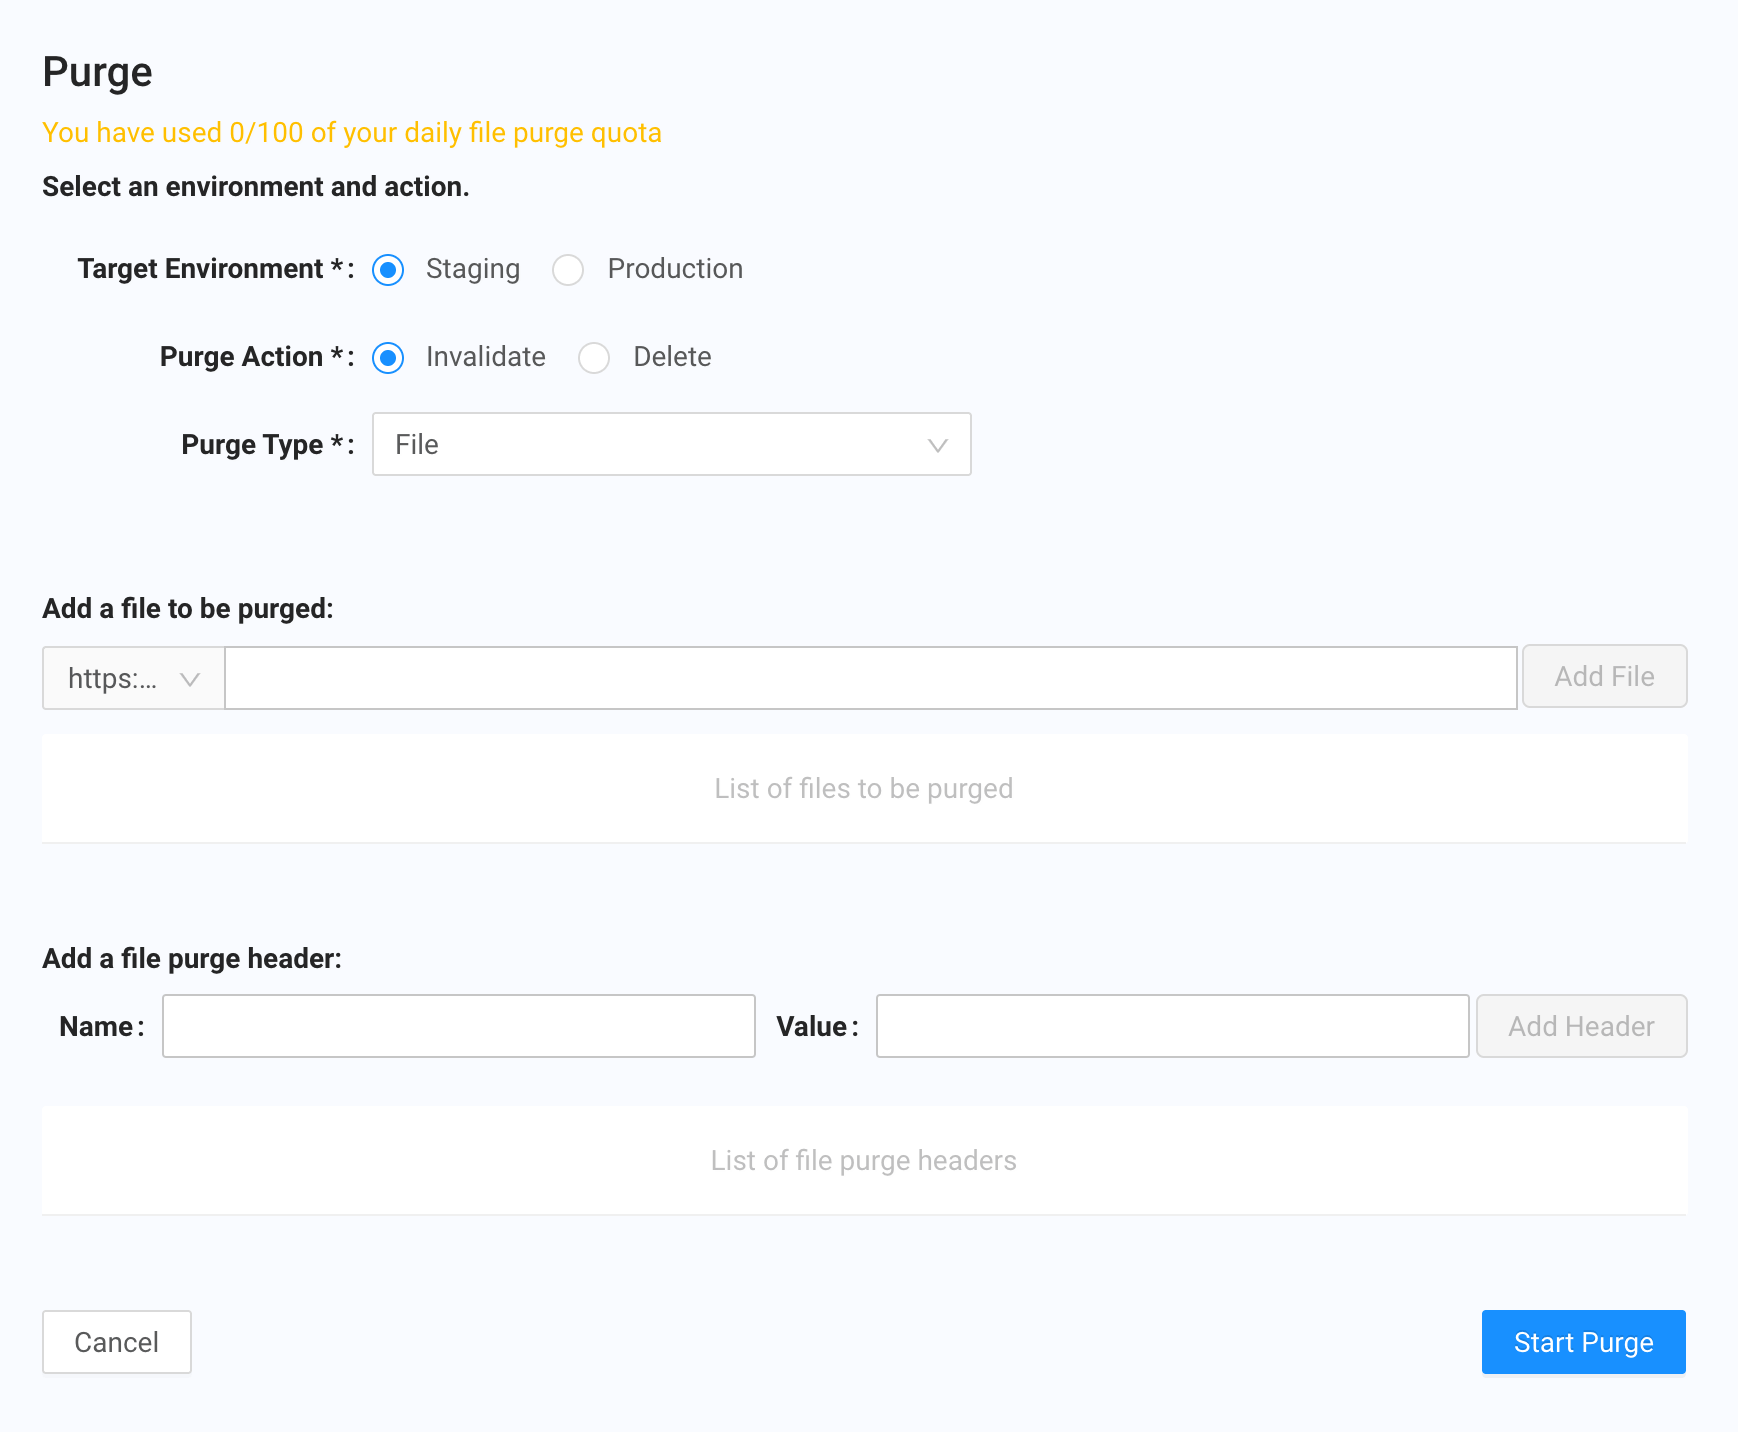 Purge
You have used 0/100 of your daily file purge quota
Select an environment and action.
Target Environment *: Staging Production
Purge Action *: Invalidate Delete
Purge Type *: File
Add a file to be purged:
https:... Add File
List of files to be purged
Add a file purge header:
Name: Value: Add Header
List of file purge headers
Cancel Start Purge